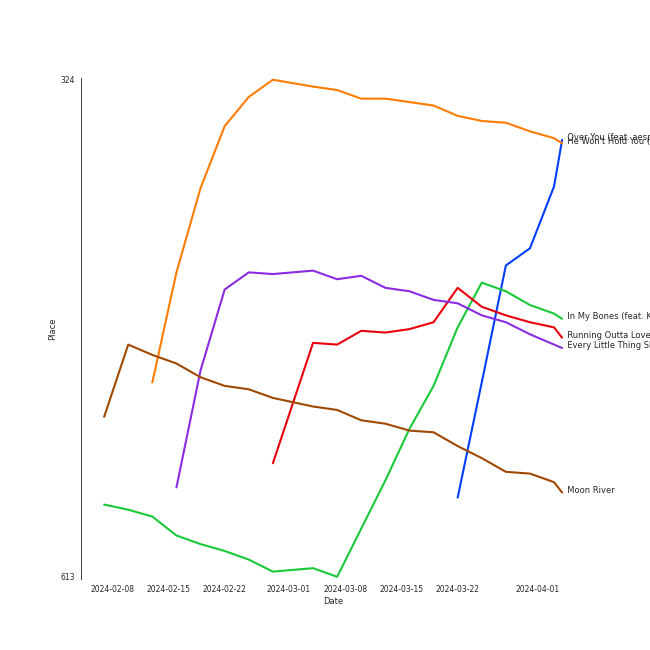 324
Over You (feat. aesp
He Won't Hold You (
In My Bones (feat. K
Running Outta Love
Every Little Thing S
Moon River
613
Place
2024-02-08 2024-02-15 2024-02-22 2024-03-01 2024-03-08 2024-03-15 2024-03-22 2024-04-01
Date